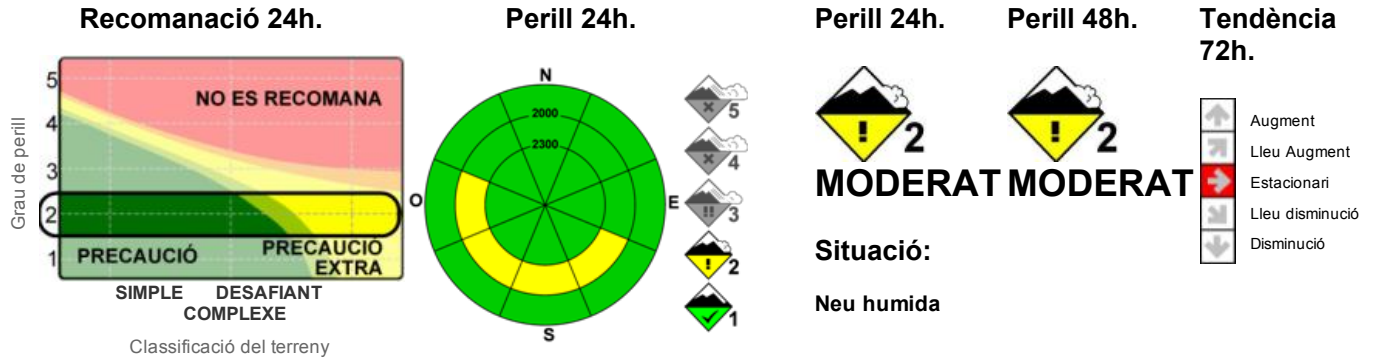 Recomanació 24h.
Perill 24h.
Perill 24h.
Perill 48h.
Tendència
72h.
Grau de perill
5
4
3
2
1
NO ES RECOMANA
PRECAUCIÓ
PRECAUCIÓ
EXTRA
SIMPLE DESAFIANT
COMPLEXE
Classificació del terreny
N
2000
2300
O
E
S
5
4
!! 3
! 2
1
! 2
MODERAT
! 2
MODERAT
Situació:
Neu humida
Augment
Lleu Augment
Estacionari
Lleu disminució
Disminució